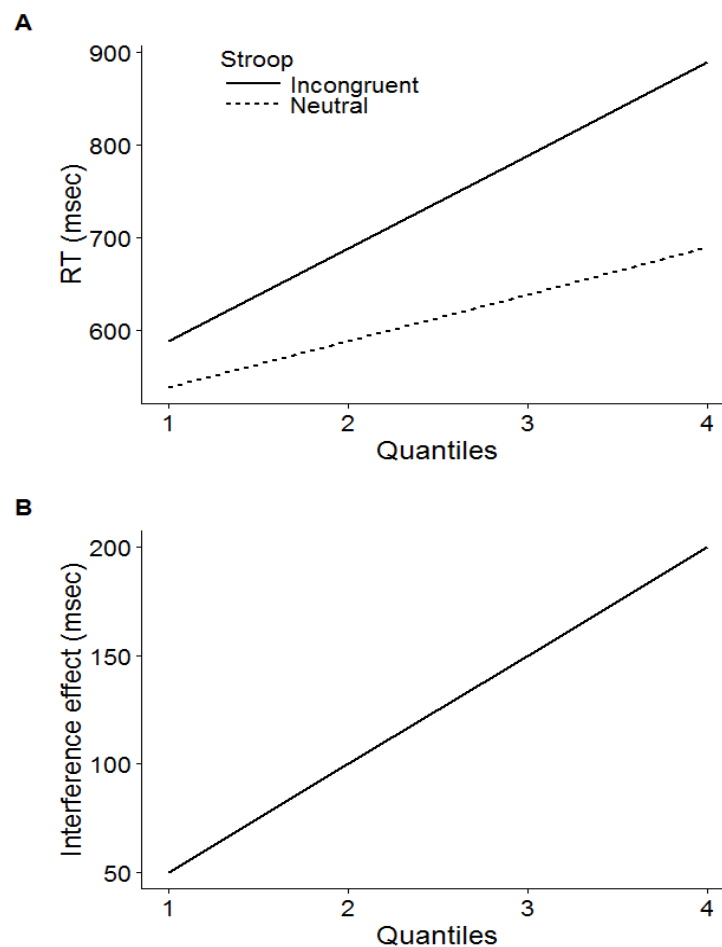 A
900
800
700
600
RT (msec)
Stroop
Incongruent
Neutral
1 2 3 4
Quantiles
B
200
150
100
50
Interference effect (msec)
1 2 3 4
Quantiles